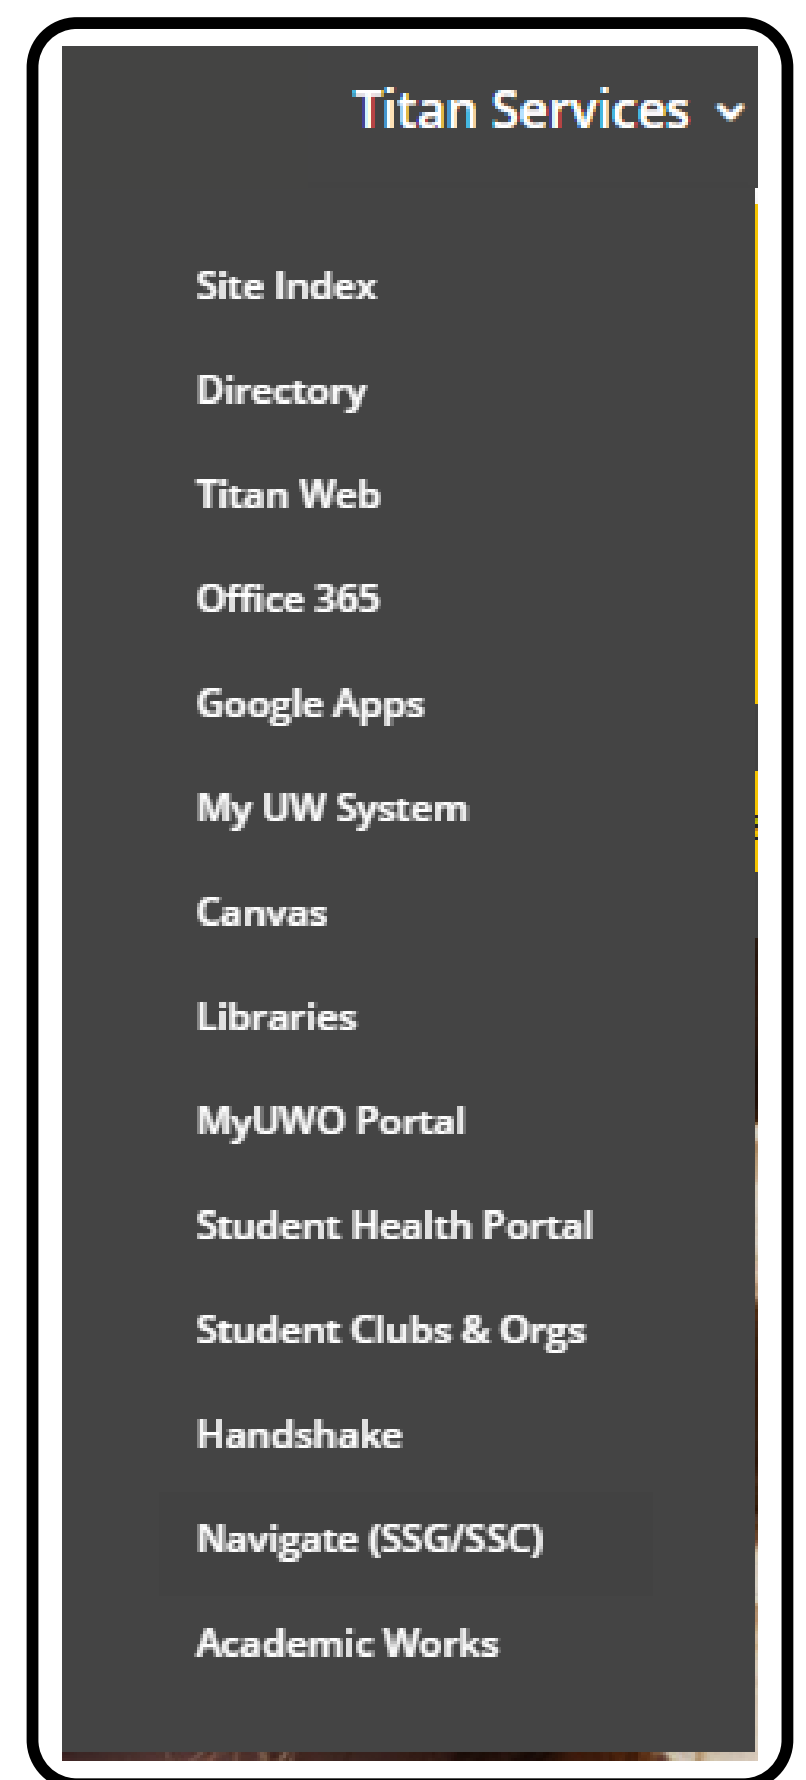 Titan Services
Site Index
Directory
Titan Web
Office 365
Google Apps
My UW System
Canvas
Libraries
MyUWO Portal
Student Health Portal
Student Clubs & Orgs
Handshake
Navigate (SSG/SSC)
Academic Works